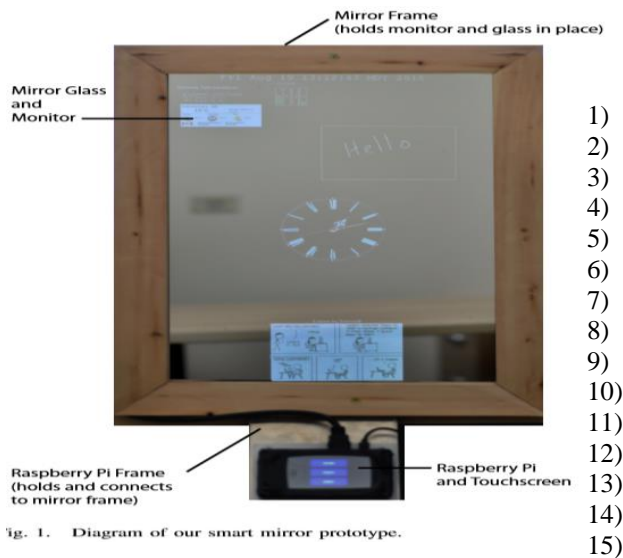 Mirror Frame
(holds monitor and glass in place)
Mirror Glass
and
Monitor
Hello
Raspberry Pi Frame
(holds and connects
to mirror frame)
Raspberry Pi
and Touchscreen
ig. 1. Diagram of our smart mirror prototype.
1)
2)
3)
4)
5)
6)
7)
8)
9)
10)
11)
12)
13)
14)
15)